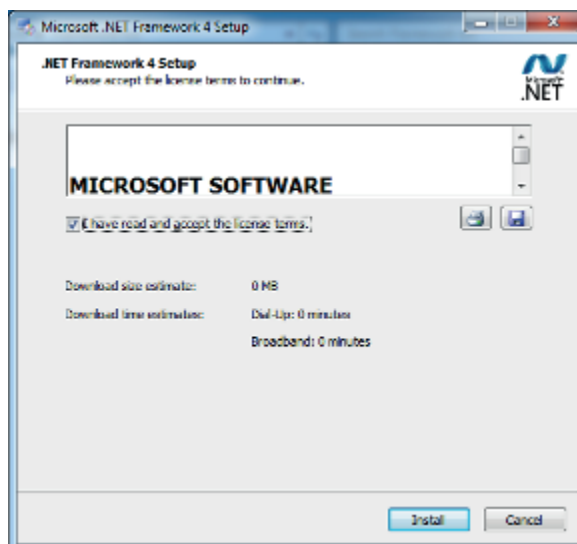 Microsoft .NET Framework 4 Setup
.NET Framework 4 Setup
Please accept the license terms to continue.
Microsoft
.NET
MICROSOFT SOFTWARE
I have read and accept the license terms.
Download size estimate: 0 MB
Download time estimates: Dial-Up: 0 minutes
Broadband: 0 minutes
Install Cancel